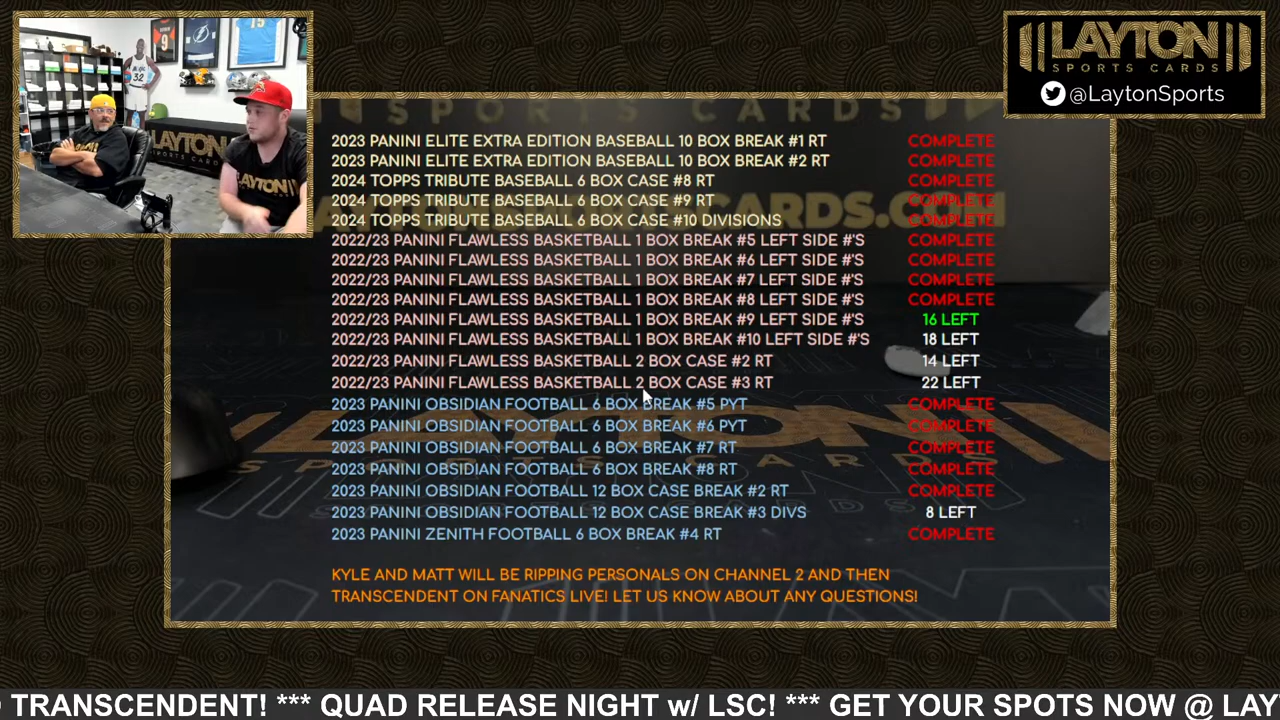 LAYTON
SPORTS CARDS
@LaytonSports
SPORTS CARDS
2023 PANINI ELITE EXTRA EDITION BASEBALL 10 BOX BREAK #1 RT COMPLETE
2023 PANINI ELITE EXTRA EDITION BASEBALL 10 BOX BREAK #2 RT COMPLETE
2024 TOPPS TRIBUTE BASEBALL 6 BOX CASE #8 RT COMPLETE
2024 TOPPS TRIBUTE BASEBALL 6 BOX CASE #9 RT COMPLETE
2024 TOPPS TRIBUTE BASEBALL 6 BOX CASE #10 DIVISIONS COMPLETE
2022/23 PANINI FLAWLESS BASKETBALL 1 BOX BREAK #5 LEFT SIDE #'S COMPLETE
2022/23 PANINI FLAWLESS BASKETBALL 1 BOX BREAK #6 LEFT SIDE #'S COMPLETE
2022/23 PANINI FLAWLESS BASKETBALL 1 BOX BREAK #7 LEFT SIDE #'S COMPLETE
2022/23 PANINI FLAWLESS BASKETBALL 1 BOX BREAK #8 LEFT SIDE #'S COMPLETE
2022/23 PANINI FLAWLESS BASKETBALL 1 BOX BREAK #9 LEFT SIDE #'S 16 LEFT
2022/23 PANINI FLAWLESS BASKETBALL 1 BOX BREAK #10 LEFT SIDE #'S 18 LEFT
2022/23 PANINI FLAWLESS BASKETBALL 2 BOX CASE #2 RT 14 LEFT
2022/23 PANINI FLAWLESS BASKETBALL 2 BOX CASE #3 RT 22 LEFT
2023 PANINI OBSIDIAN FOOTBALL 6 BOX BREAK #5 PYT COMPLETE
2023 PANINI OBSIDIAN FOOTBALL 6 BOX BREAK #6 PYT COMPLETE
2023 PANINI OBSIDIAN FOOTBALL 6 BOX BREAK #7 RT COMPLETE
2023 PANINI OBSIDIAN FOOTBALL 6 BOX BREAK #8 RT COMPLETE
2023 PANINI OBSIDIAN FOOTBALL 12 BOX CASE BREAK #2 RT COMPLETE
2023 PANINI OBSIDIAN FOOTBALL 12 BOX CASE BREAK #3 DIVS 8 LEFT
2023 PANINI ZENITH FOOTBALL 6 BOX BREAK #4 RT COMPLETE
KYLE AND MATT WILL BE RIPPING PERSONALS ON CHANNEL 2 AND THEN
TRANSCENDENT ON FANATICS LIVE! LET US KNOW ABOUT ANY QUESTIONS!
TRANSCENDENT! *** QUAD RELEASE NIGHT w/ LSC! *** GET YOUR SPOTS NOW @ LAY